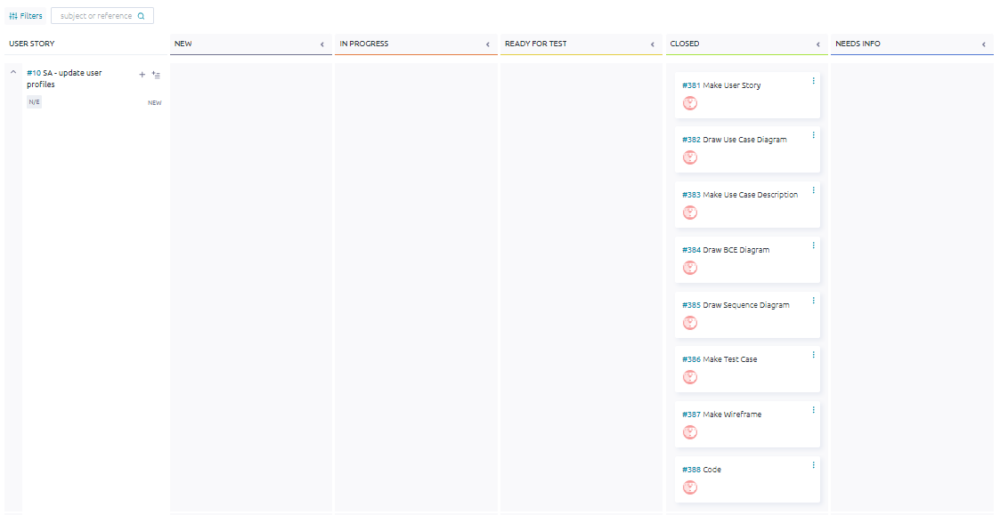 Filters
subject or reference
USER STORY
NEW
IN PROGRESS
READY FOR TEST
CLOSED
NEEDS INFO
#10 SA - update user
profiles
N/E
NEW
#381 Make User Story
#382 Draw Use Case Diagram
#383 Make Use Case Description
#384 Draw BCE Diagram
#385 Draw Sequence Diagram
#386 Make Test Case
#387 Make Wireframe
#388 Code